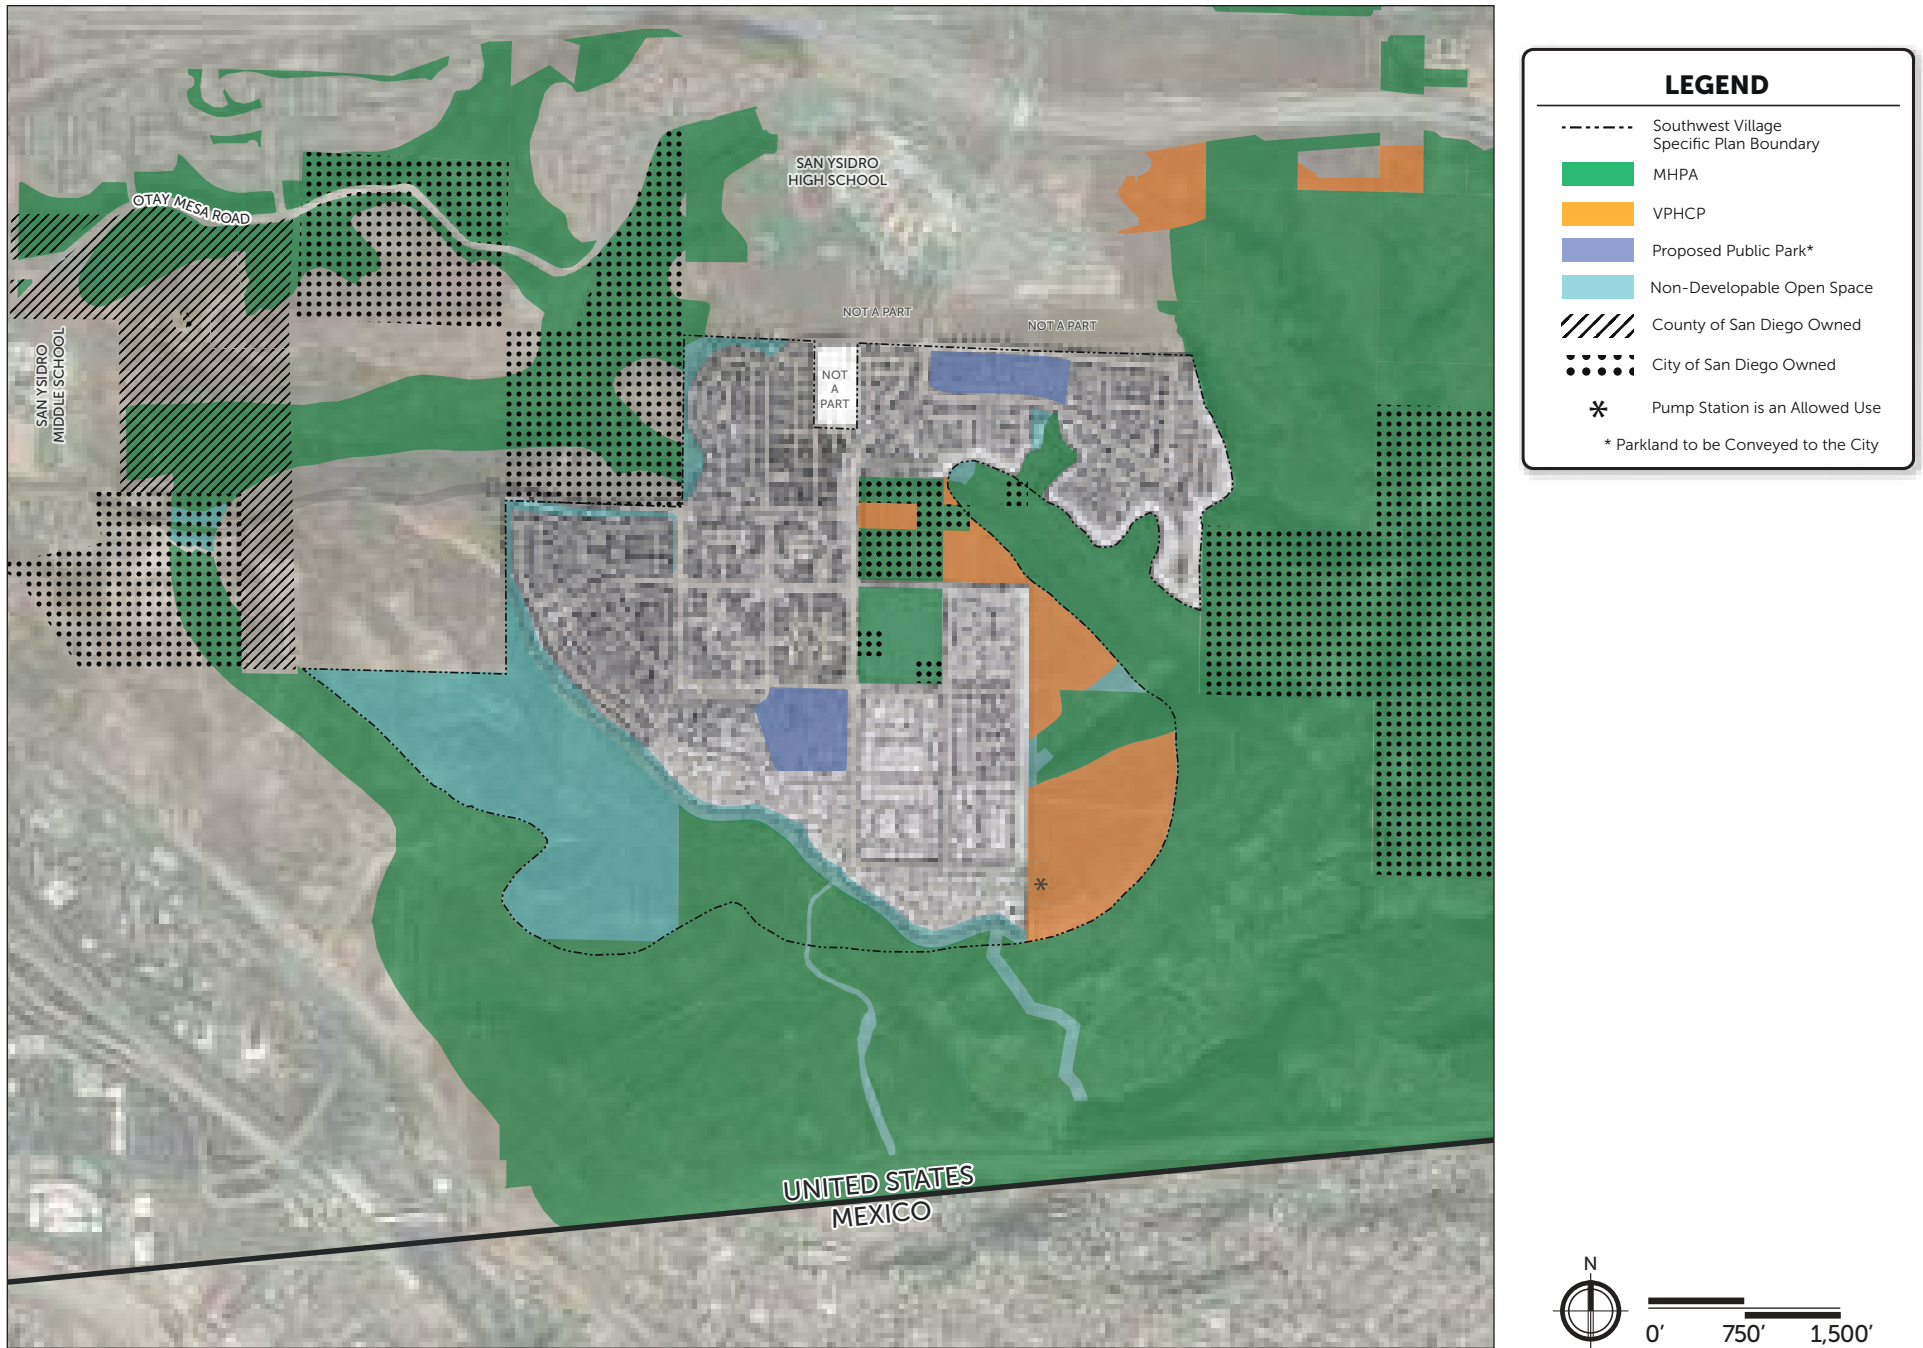 OTAY MESA ROAD
SAN YSIDRO
HIGH SCHOOL
SAN YSIDRO
MIDDLE SCHOOL
NOT A PART
NOT A PART
NOT
A
PART
*
UNITED STATES
MEXICO
LEGEND
Southwest Village
Specific Plan Boundary
MHPA
VPHCP
Proposed Public Park*
Non-Developable Open Space
County of San Diego Owned
City of San Diego Owned
* Pump Station is an Allowed Use
* Parkland to be Conveyed to the City
N
0' 750' 1,500'